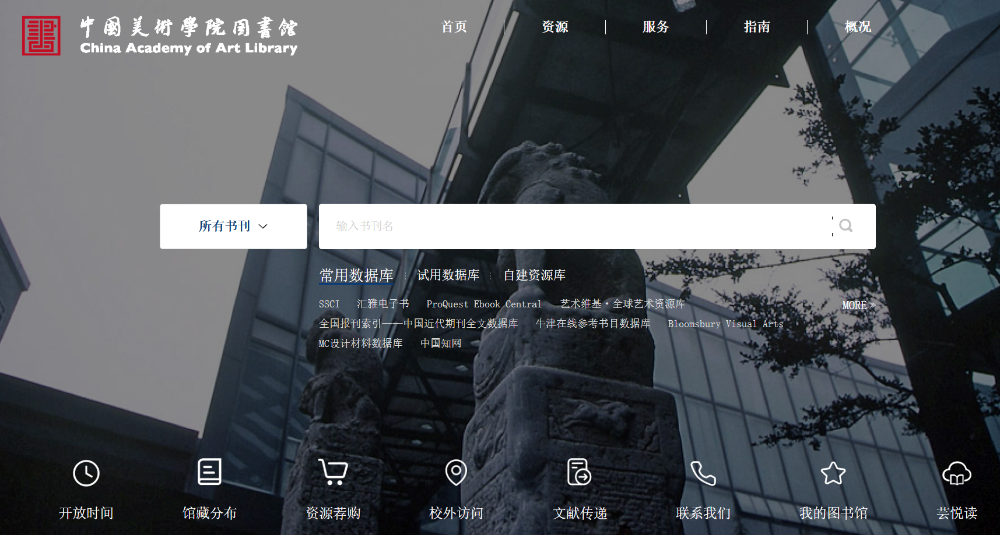 中國美術學院图書館
China Academy of Art Library
首页 资源 服务 指南 概况
所有书刊 输入书刊名
常用数据库 试用数据库 自建资源库
SSCI 汇雅电子书 ProQuest Ebook Central 艺术维基·全球艺术资源库 MORE »
全国报刊索引——中国近代期刊全文数据库 牛津在线参考书目数据库 Bloomsbury Visual Arts
MC设计材料数据库 中国知网
开放时间 馆藏分布 资源荐购 校外访问 文献传递 联系我们 我的图书馆 芸悦读